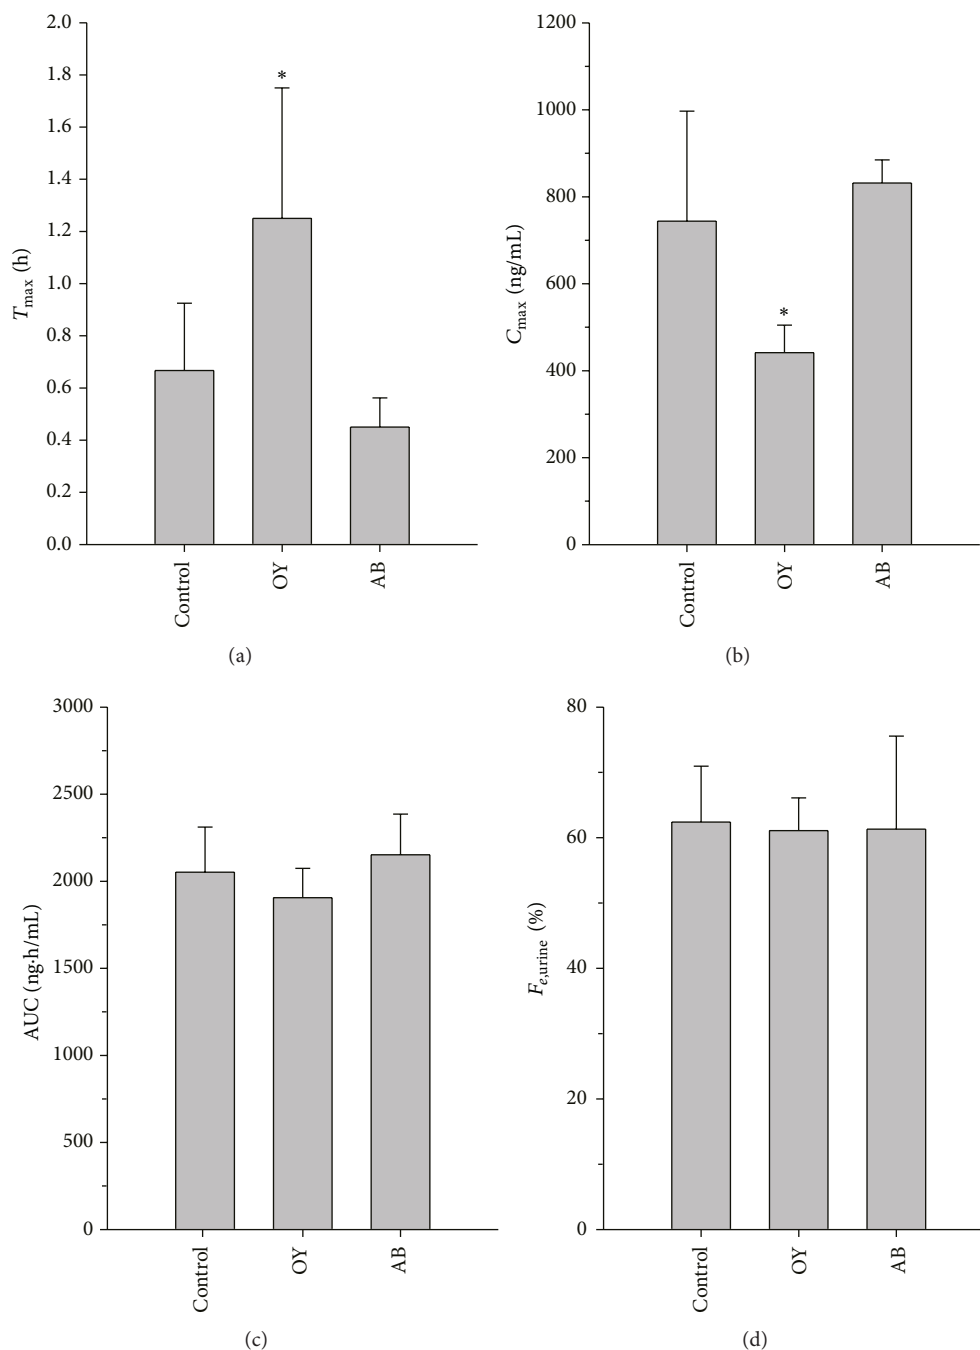 2.0
1.8
1.6
1.4
1.2
1.0
0.8
0.6
0.4
0.2
0.0
Tmax (h)
*
Control
OY
AB
(a)
1200
1000
800
600
400
200
0
Cmax (ng/mL)
*
Control
OY
AB
(b)
3000
2500
2000
1500
1000
500
0
AUC (ng·h/mL)
Control
OY
AB
(c)
80
60
40
20
0
Fe,urine (%)
Control
OY
AB
(d)